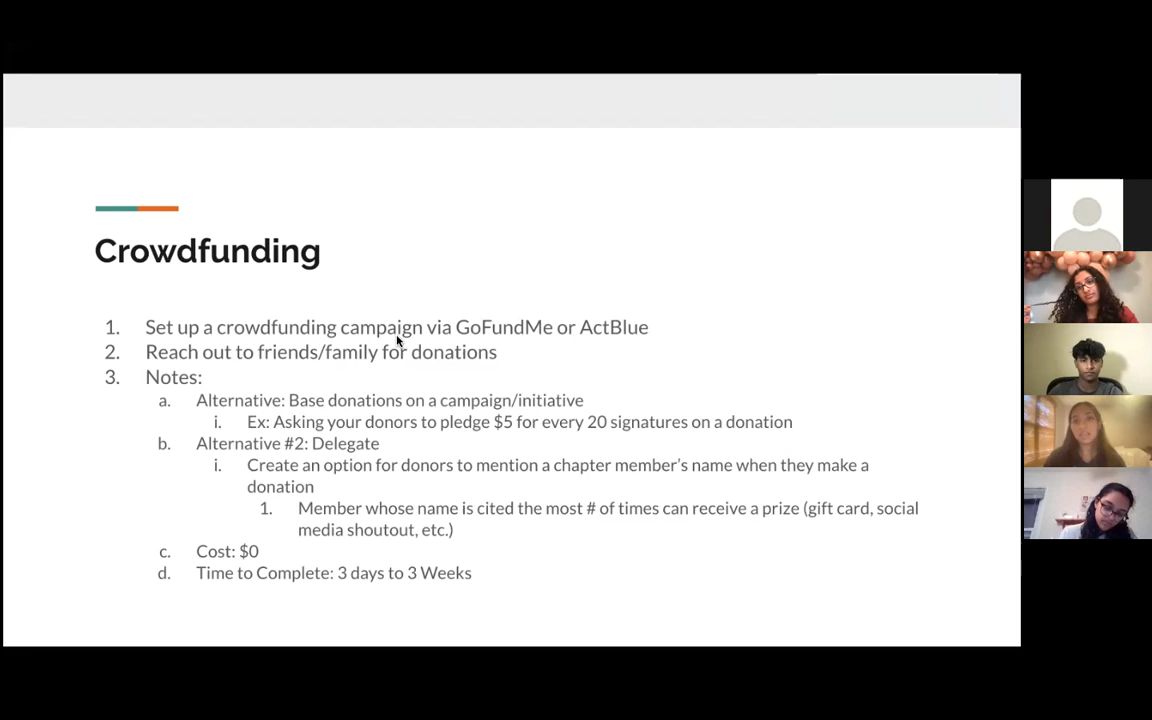 Crowdfunding
1. Set up a crowdfunding campaign via GoFundMe or ActBlue
2. Reach out to friends/family for donations
3. Notes:
a. Alternative: Base donations on a campaign/initiative
i. Ex: Asking your donors to pledge $5 for every 20 signatures on a donation
b. Alternative #2: Delegate
i. Create an option for donors to mention a chapter member's name when they make a
donation
1. Member whose name is cited the most # of times can receive a prize (gift card, social
media shoutout, etc.)
c. Cost: $0
d. Time to Complete: 3 days to 3 Weeks